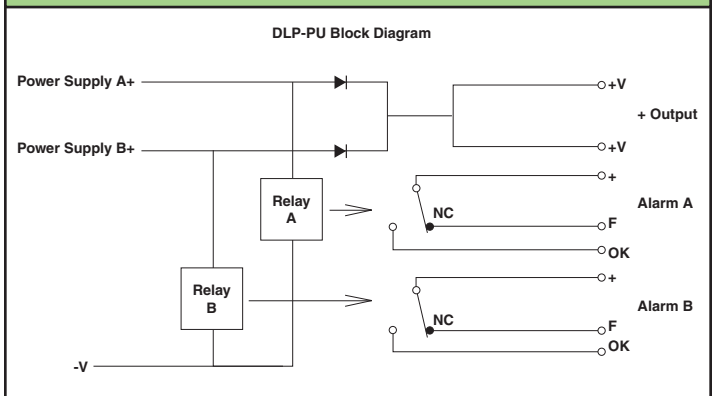 DLP-PU Block Diagram
Power Supply A+
+V
+ Output
Power Supply B+
+V
+
Relay
A
NC
Alarm A
F
OK
+
Relay
B
NC
Alarm B
F
OK
-V